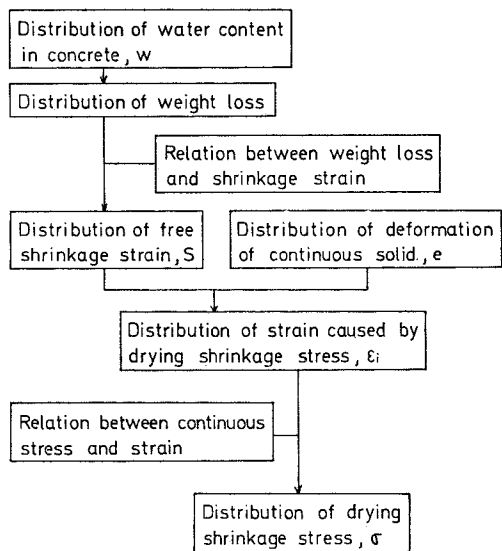 Distribution of water content
in concrete, w
Distribution of weight loss
Relation between weight loss
and shrinkage strain
Distribution of free
shrinkage strain, S
Distribution of deformation
of continuous solid, e
Distribution of strain caused by
drying shrinkage stress, εi
Relation between continuous
stress and strain
Distribution of drying
shrinkage stress, σ